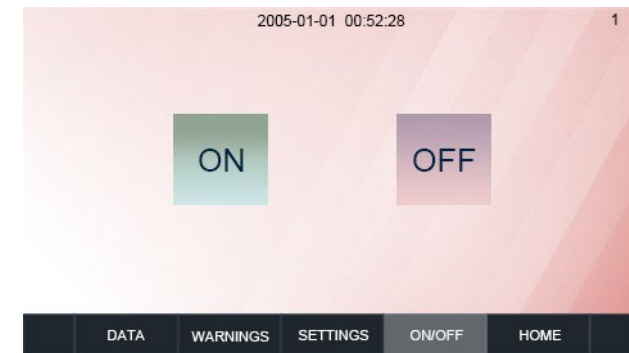 2005-01-01 00:52:28 1
ON OFF
DATA WARNINGS SETTINGS ON/OFF HOME